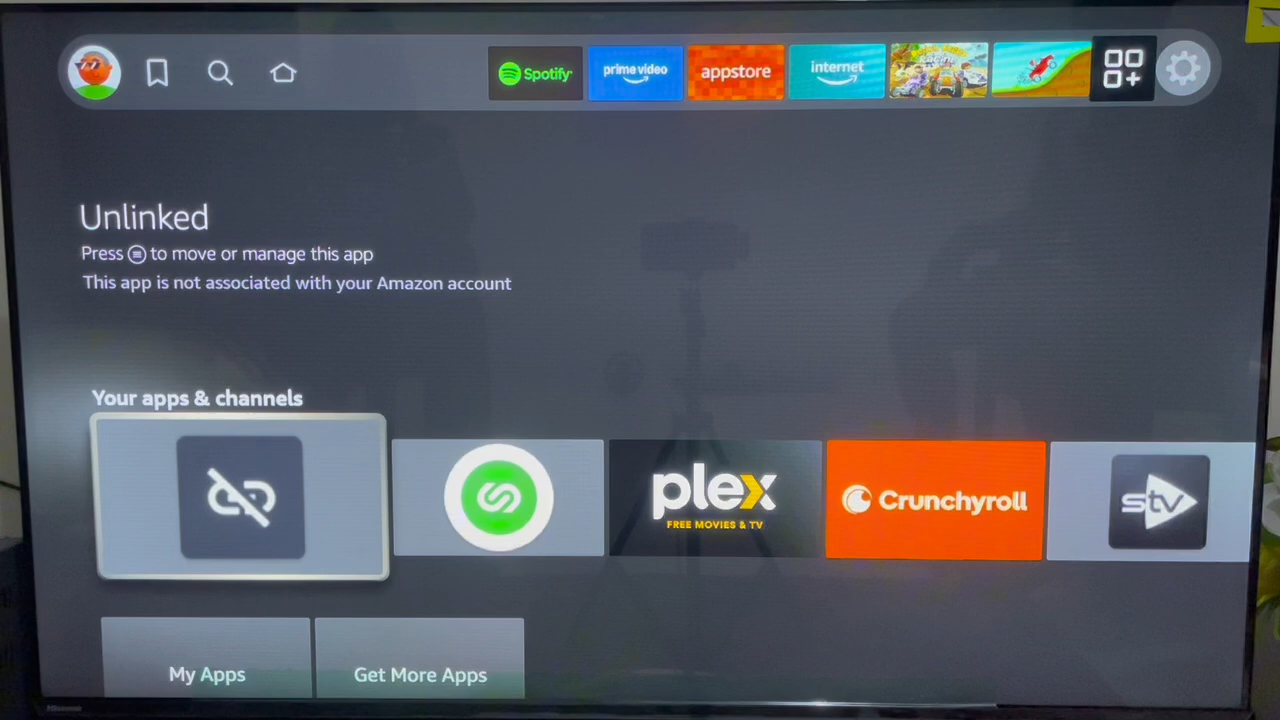 Spotify
prime video
appstore
internet
Unlinked
Press to move or manage this app
This app is not associated with your Amazon account
Your apps & channels
plex
FREE MOVIES & TV
Crunchyroll
stv
My Apps
Get More Apps
Hisense